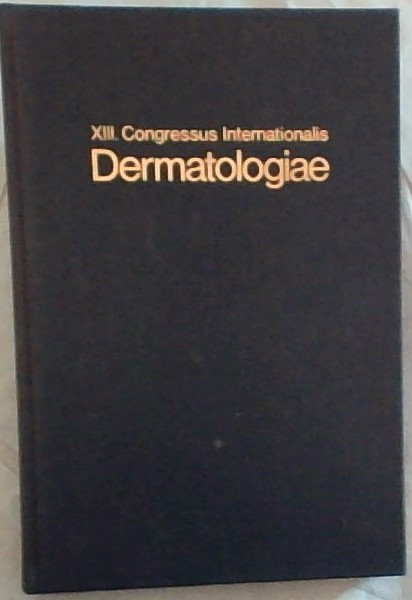 XIII. Congressus Internationalis
Dermatologiae